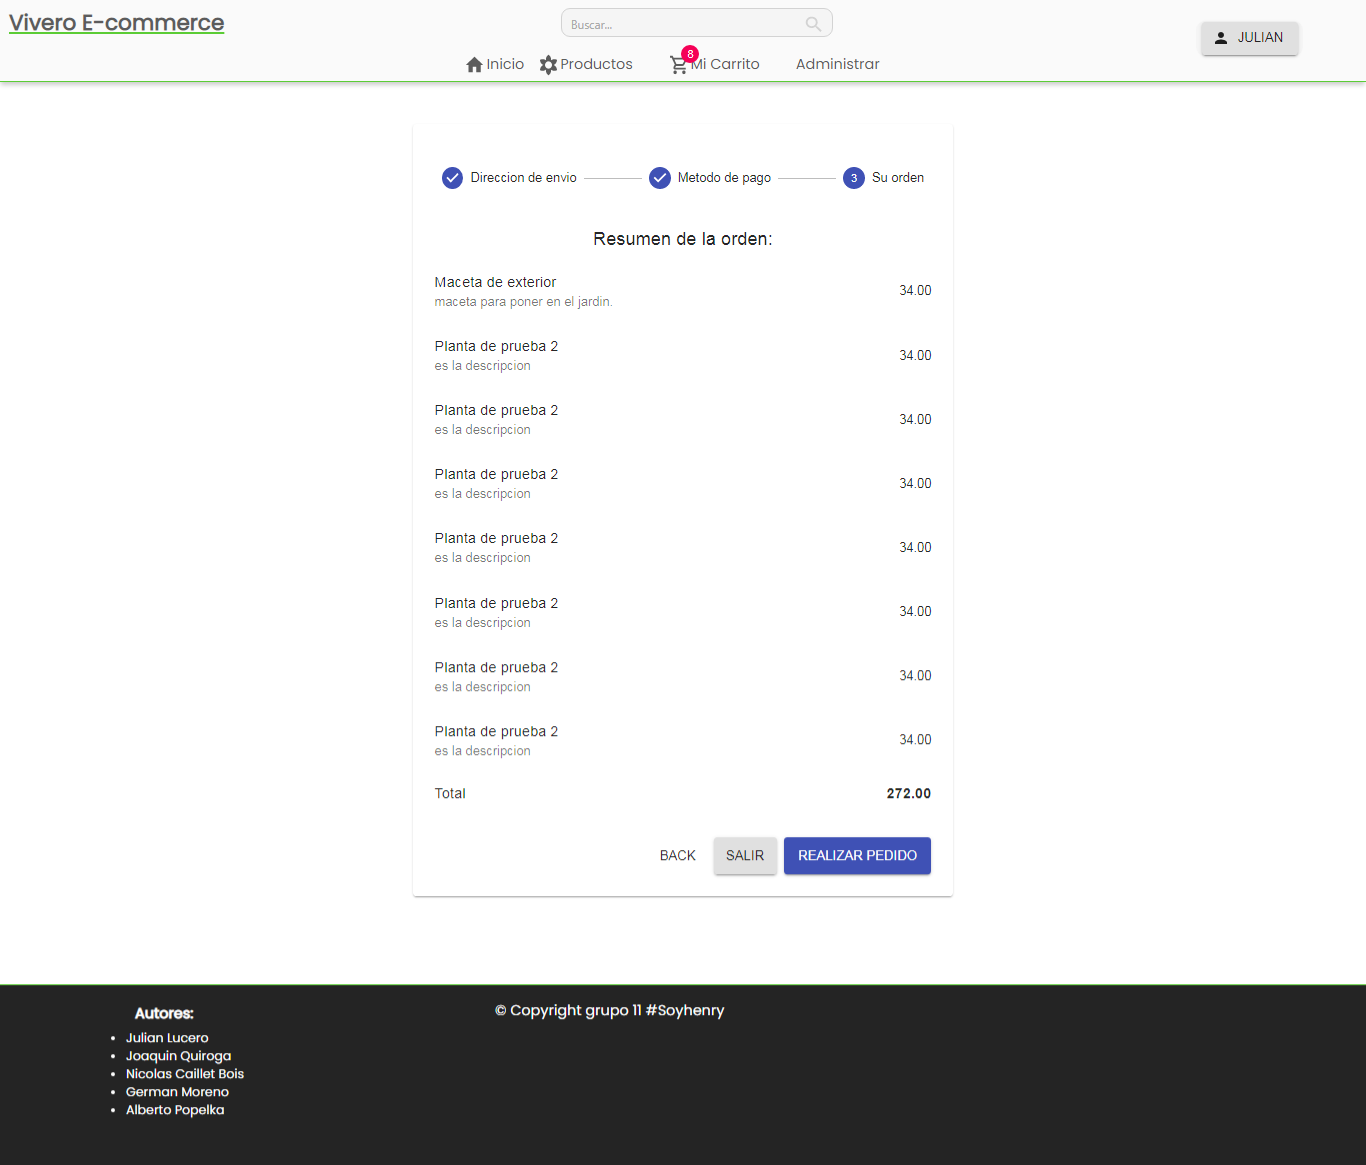 Vivero E-commerce
Buscar...
JULIAN
Inicio
Productos
8
Mi Carrito
Administrar
Direccion de envio
Metodo de pago
3
Su orden
Resumen de la orden:
Maceta de exterior
34.00
maceta para poner en el jardin.
Planta de prueba 2
34.00
es la descripcion
Planta de prueba 2
34.00
es la descripcion
Planta de prueba 2
34.00
es la descripcion
Planta de prueba 2
34.00
es la descripcion
Planta de prueba 2
34.00
es la descripcion
Planta de prueba 2
34.00
es la descripcion
Planta de prueba 2
34.00
es la descripcion
Total
272.00
BACK
SALIR
REALIZAR PEDIDO
Autores:
Julian Lucero
Joaquin Quiroga
Nicolas Caillet Bois
German Moreno
Alberto Popelka
© Copyright grupo 11 #Soyhenry